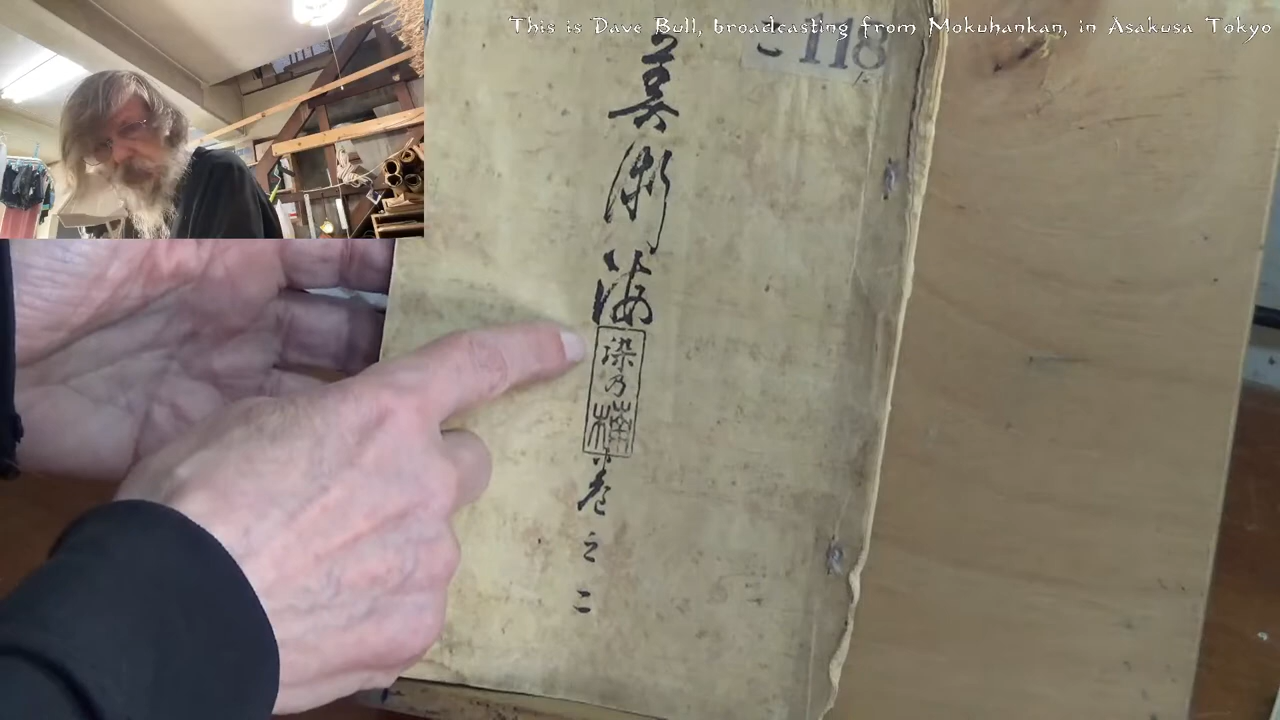 This is Dave Bull, broadcasting from Mokuhankan, in Asakusa Tokyo
118
美術海
染乃
巻之二